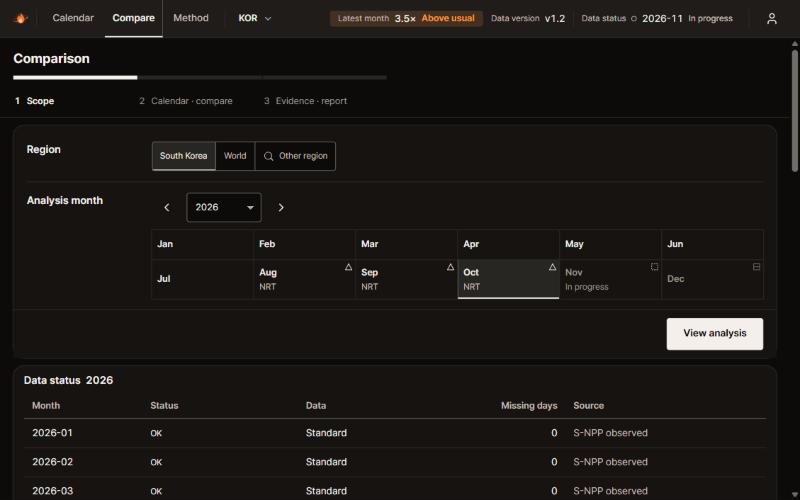 Calendar Compare Method KOR Latest month 3.5× Above usual Data version v1.2 Data status 2026-11 In progress
Comparison
1 Scope 2 Calendar · compare 3 Evidence · report
Region South Korea World Other region
Analysis month 2026
Jan Feb Mar Apr May Jun
Jul Aug Sep Oct Nov Dec
NRT NRT NRT In progress
View analysis
Data status 2026
Month Status Data Missing days Source
2026-01 OK Standard 0 S-NPP observed
2026-02 OK Standard 0 S-NPP observed
2026-03 OK Standard 0 S-NPP observed